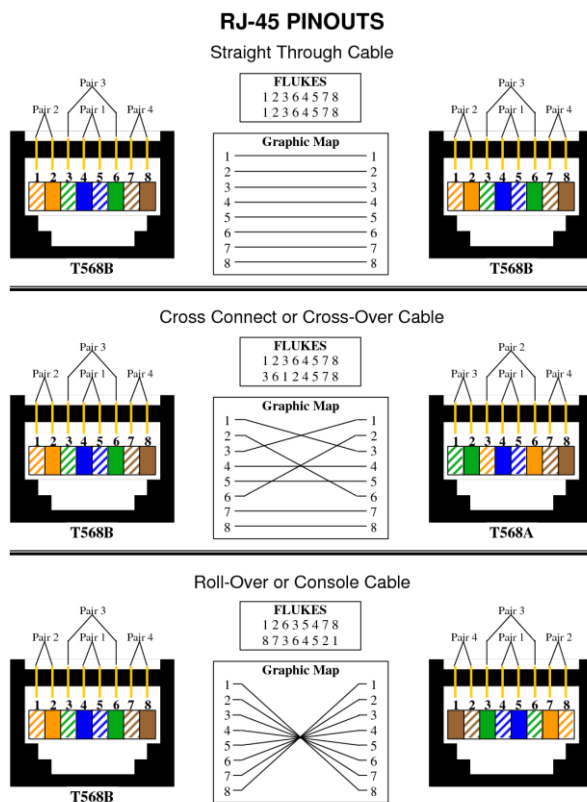 RJ-45 PINOUTS
Straight Through Cable
Pair 3
Pair 2 Pair 1 Pair 4
1 2 3 4 5 6 7 8
T568B
FLUKES
1 2 3 6 4 5 7 8
1 2 3 6 4 5 7 8
Graphic Map
1 1
2 2
3 3
4 4
5 5
6 6
7 7
8 8
Pair 3
Pair 2 Pair 1 Pair 4
1 2 3 4 5 6 7 8
T568B
Cross Connect or Cross-Over Cable
Pair 3
Pair 2 Pair 1 Pair 4
1 2 3 4 5 6 7 8
T568B
FLUKES
1 2 3 6 4 5 7 8
3 6 1 2 4 5 7 8
Graphic Map
1 1
2 2
3 3
4 4
5 5
6 6
7 7
8 8
Pair 2
Pair 3 Pair 1 Pair 4
1 2 3 4 5 6 7 8
T568A
Roll-Over or Console Cable
Pair 3
Pair 2 Pair 1 Pair 4
1 2 3 4 5 6 7 8
T568B
FLUKES
1 2 6 3 5 4 7 8
8 7 3 6 4 5 2 1
Graphic Map
1 1
2 2
3 3
4 4
5 5
6 6
7 7
8 8
Pair 3
Pair 4 Pair 1 Pair 2
1 2 3 4 5 6 7 8